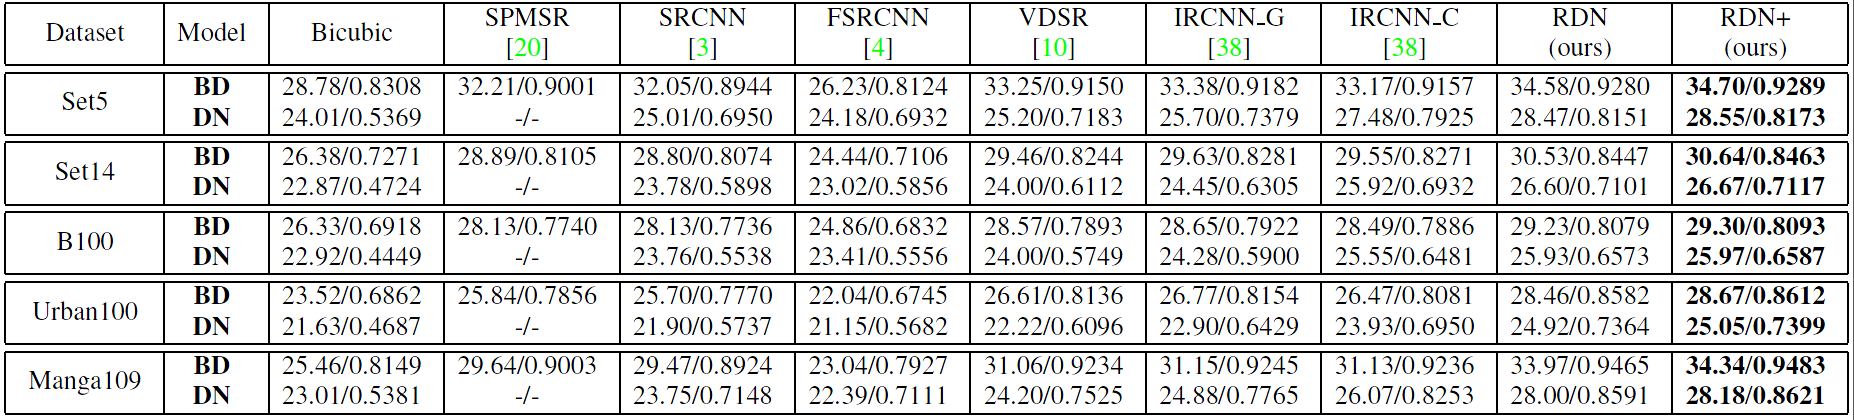 Dataset Model Bicubic SPMSR SRCNN FSRCNN VDSR IRCNN_G IRCNN_C RDN RDN+
[20] [3] [4] [10] [38] [38] (ours) (ours)
Set5 BD 28.78/0.8308 32.21/0.9001 32.05/0.8944 26.23/0.8124 33.25/0.9150 33.38/0.9182 33.17/0.9157 34.58/0.9280 34.70/0.9289
DN 24.01/0.5369 -/- 25.01/0.6950 24.18/0.6932 25.20/0.7183 25.70/0.7379 27.48/0.7925 28.47/0.8151 28.55/0.8173
Set14 BD 26.38/0.7271 28.89/0.8105 28.80/0.8074 24.44/0.7106 29.46/0.8244 29.63/0.8281 29.55/0.8271 30.53/0.8447 30.64/0.8463
DN 22.87/0.4724 -/- 23.78/0.5898 23.02/0.5856 24.00/0.6112 24.45/0.6305 25.92/0.6932 26.60/0.7101 26.67/0.7117
B100 BD 26.33/0.6918 28.13/0.7740 28.13/0.7736 24.86/0.6832 28.57/0.7893 28.65/0.7922 28.49/0.7886 29.23/0.8079 29.30/0.8093
DN 22.92/0.4449 -/- 23.76/0.5538 23.41/0.5556 24.00/0.5749 24.28/0.5900 25.55/0.6481 25.93/0.6573 25.97/0.6587
Urban100 BD 23.52/0.6862 25.84/0.7856 25.70/0.7770 22.04/0.6745 26.61/0.8136 26.77/0.8154 26.47/0.8081 28.46/0.8582 28.67/0.8612
DN 21.63/0.4687 -/- 21.90/0.5737 21.15/0.5682 22.22/0.6096 22.90/0.6429 23.93/0.6950 24.92/0.7364 25.05/0.7399
Manga109 BD 25.46/0.8149 29.64/0.9003 29.47/0.8924 23.04/0.7927 31.06/0.9234 31.15/0.9245 31.13/0.9236 33.97/0.9465 34.34/0.9483
DN 23.01/0.5381 -/- 23.75/0.7148 22.39/0.7111 24.20/0.7525 24.88/0.7765 26.07/0.8253 28.00/0.8591 28.18/0.8621